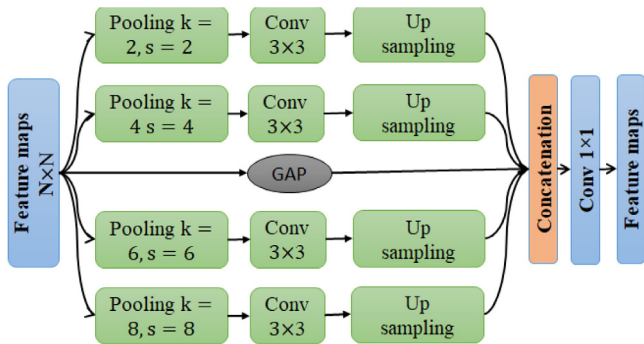 Feature maps
N×N
Pooling k =
2, s = 2
Conv
3×3
Up
sampling
Pooling k =
4 s = 4
Conv
3×3
Up
sampling
GAP
Pooling k =
6, s = 6
Conv
3×3
Up
sampling
Pooling k =
8, s = 8
Conv
3×3
Up
sampling
Concatenation
Conv 1×1
Feature maps